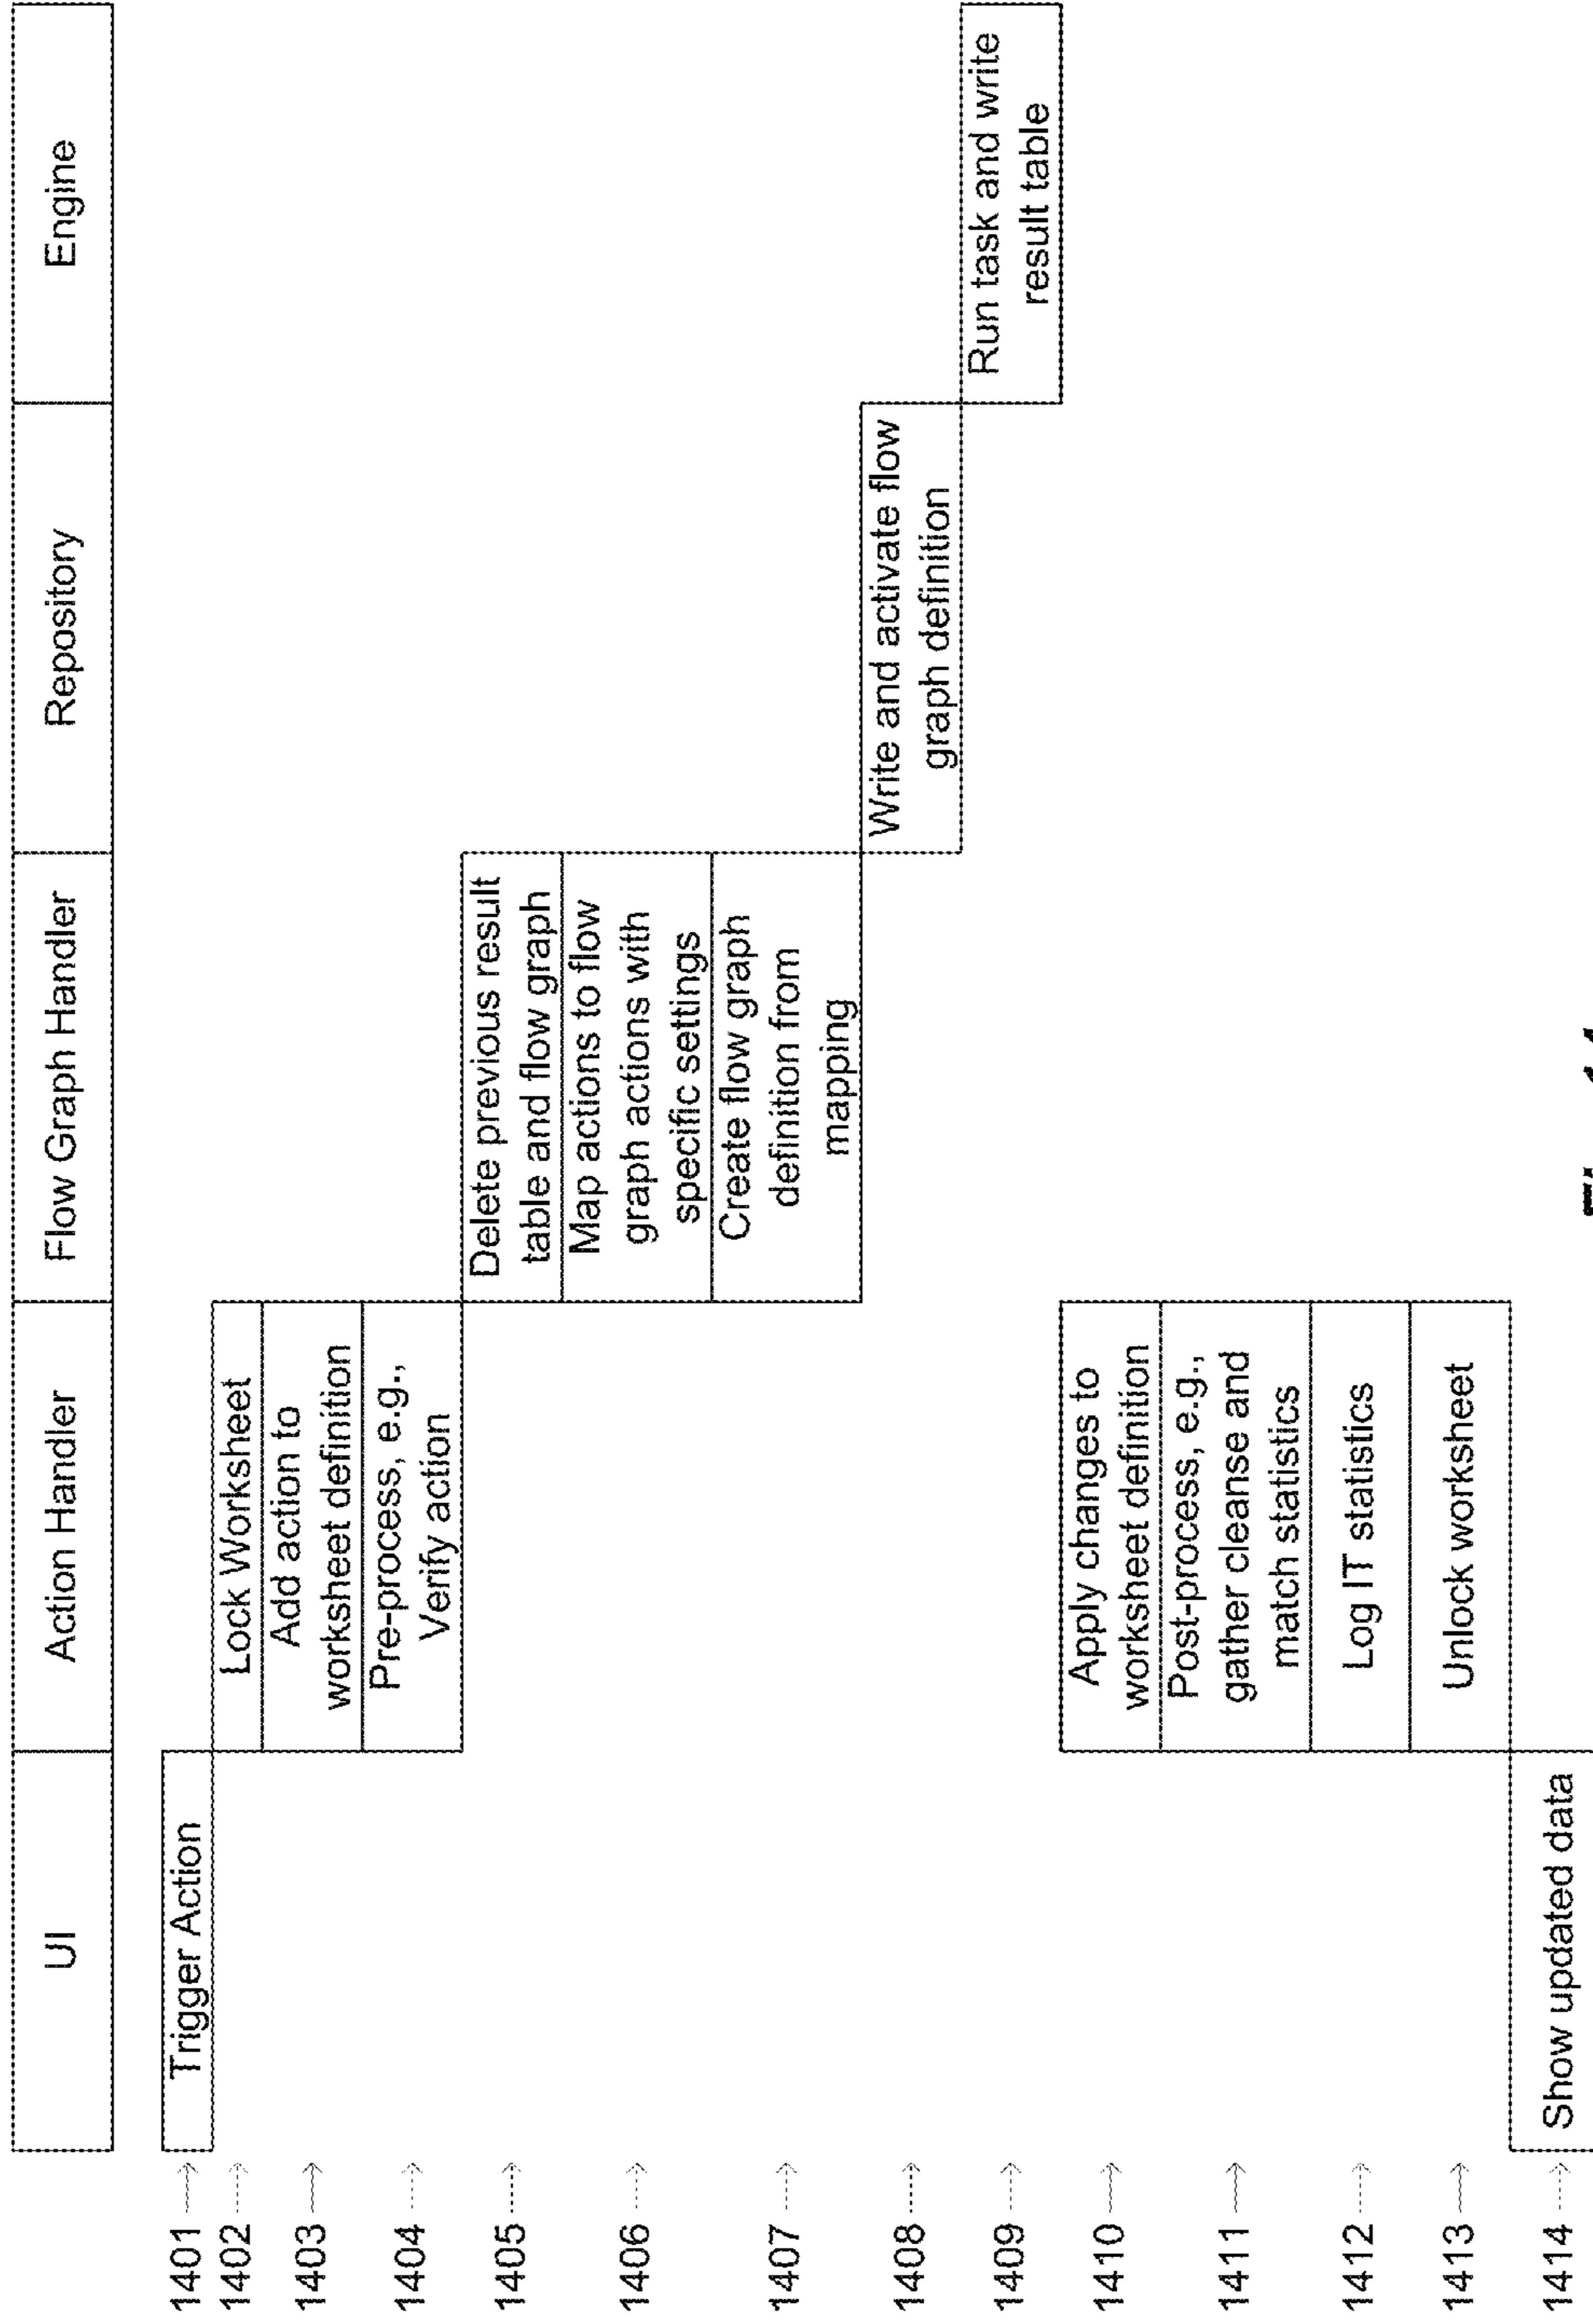 UI
Action Handler
Flow Graph Handler
Repository
Engine
1401
Trigger Action
1402
Lock Worksheet
1403
Add action to
worksheet definition
1404
Pre-process, e.g.,
Verify action
1405
Delete previous result
table and flow graph
1406
Map actions to flow
graph actions with
specific settings
1407
Create flow graph
definition from
mapping
1408
Write and activate flow
graph definition
1409
Run task and write
result table
1410
Apply changes to
worksheet definition
1411
Post-process, e.g.,
gather cleanse and
match statistics
1412
Log IT statistics
1413
Unlock worksheet
1414
Show updated data